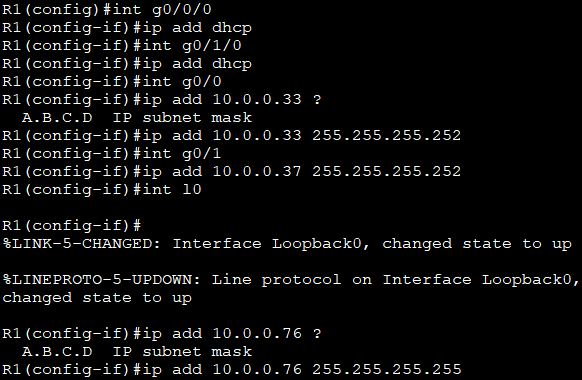 R1(config)#int g0/0/0
R1(config-if)#ip add dhcp
R1(config-if)#int g0/1/0
R1(config-if)#ip add dhcp
R1(config-if)#int g0/0
R1(config-if)#ip add 10.0.0.33 ?
  A.B.C.D  IP subnet mask
R1(config-if)#ip add 10.0.0.33 255.255.255.252
R1(config-if)#int g0/1
R1(config-if)#ip add 10.0.0.37 255.255.255.252
R1(config-if)#int l0

R1(config-if)#
%LINK-5-CHANGED: Interface Loopback0, changed state to up

%LINEPROTO-5-UPDOWN: Line protocol on Interface Loopback0,
changed state to up

R1(config-if)#ip add 10.0.0.76 ?
  A.B.C.D  IP subnet mask
R1(config-if)#ip add 10.0.0.76 255.255.255.255